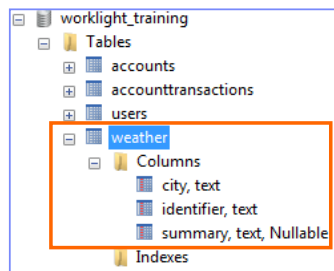 worklight_training
Tables
accounts
accounttransactions
users
weather
Columns
city, text
identifier, text
summary, text, Nullable
Indexes